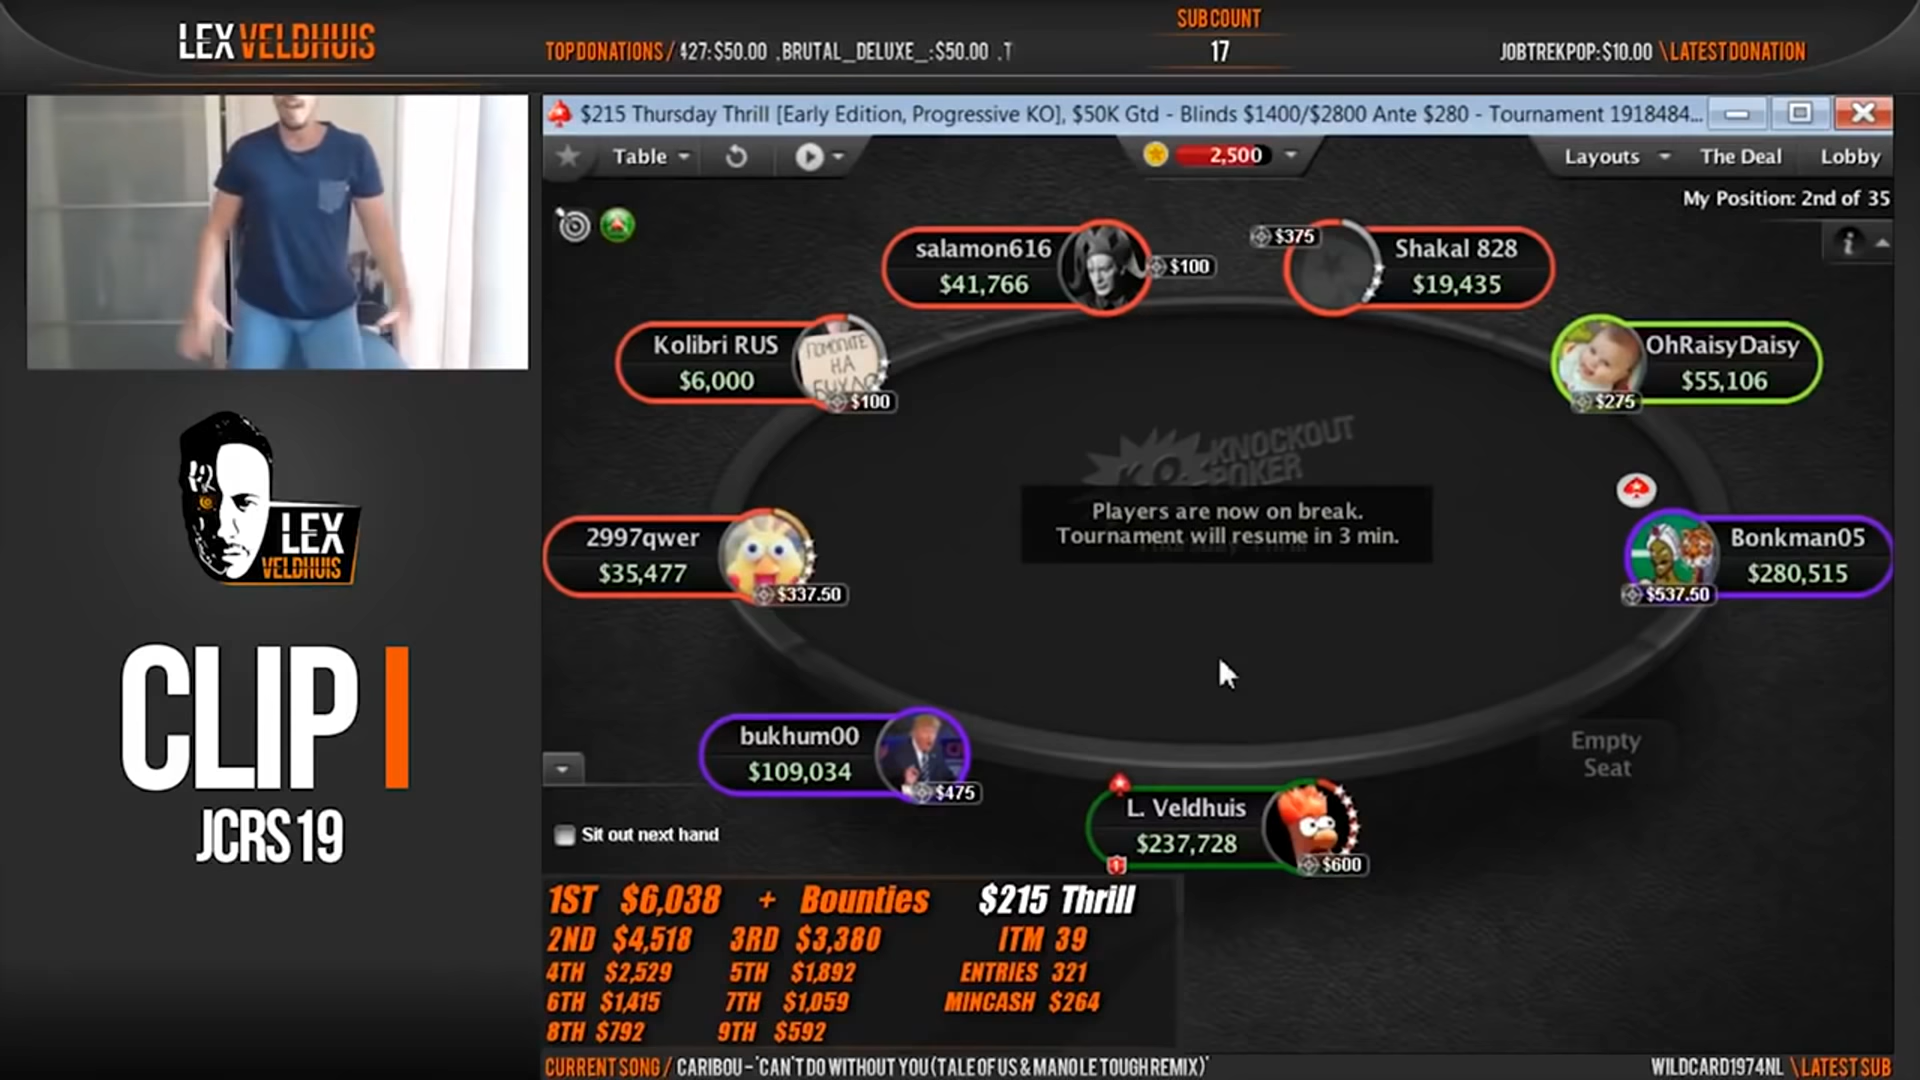 LEX VELDHUIS
TOP DONATIONS / 427: $50.00 . BRUTAL_DELUXE_: $50.00 . T
SUB COUNT
17
JOBTREKPOP: $10.00 \ LATEST DONATION
$215 Thursday Thrill [Early Edition, Progressive KO], $50K Gtd - Blinds $1400/$2800 Ante $280 - Tournament 1918484...
Table
2,500
Layouts
The Deal
Lobby
My Position: 2nd of 35
salamon616
$41,766
$100
$375
Shakal 828
$19,435
Kolibri RUS
$6,000
ПОМОГИТЕ
НА
БУХЛО
$100
OhRaisyDaisy
$55,106
$275
KNOCKOUT
POKER
Players are now on break.
Tournament will resume in 3 min.
2997qwer
$35,477
$337.50
Bonkman05
$280,515
$537.50
LEX
VELDHUIS
CLIP I
JCRS19
bukhum00
$109,034
$475
Empty
Seat
L. Veldhuis
$237,728
$600
Sit out next hand
1ST $6,038 + Bounties $215 Thrill
2ND $4,518 3RD $3,380 ITM 39
4TH $2,529 5TH $1,892 ENTRIES 321
6TH $1,415 7TH $1,059 MINCASH $264
8TH $792 9TH $592
CURRENT SONG / CARIBOU - 'CAN'T DO WITHOUT YOU (TALE OF US & MANO LE TOUGH REMIX)'
WILDCARD1974NL \ LATEST SUB